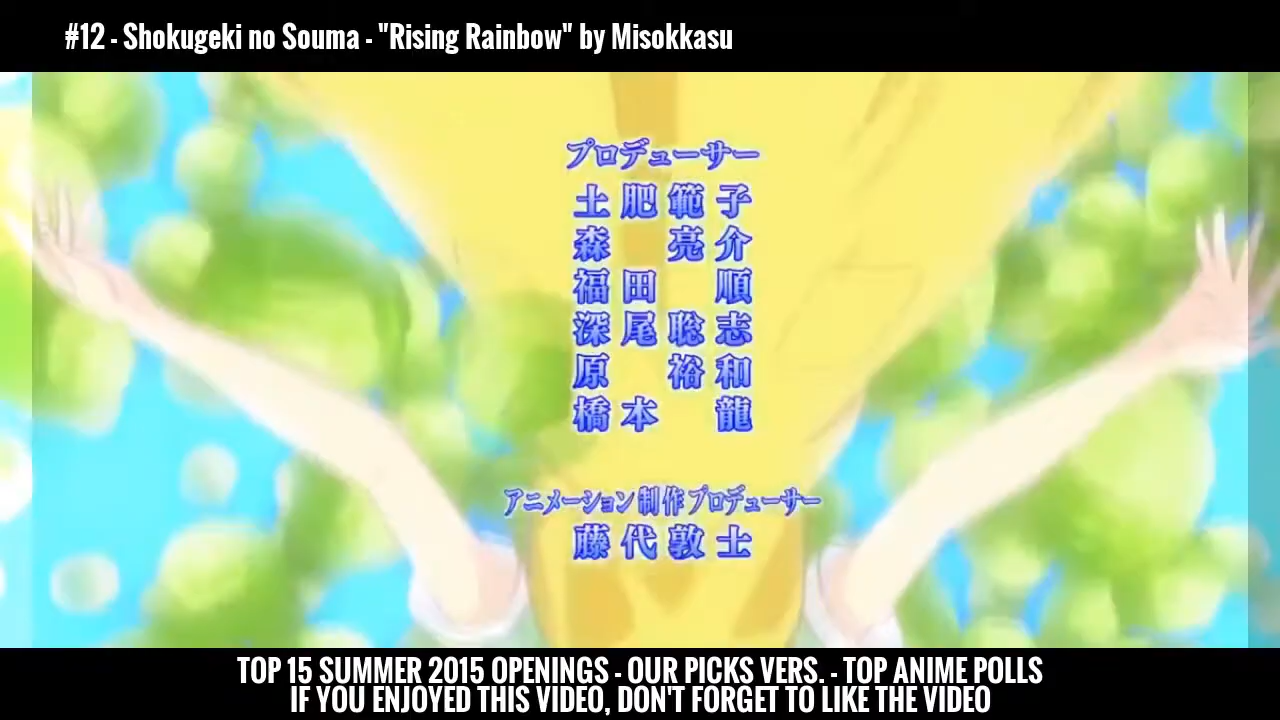 #12 - Shokugeki no Souma - "Rising Rainbow" by Misokkasu
プロデューサー
土肥範子
森 亮介
福田 順
深尾聡志
原 裕和
橋本 龍
アニメーション制作プロデューサー
藤代敦士
TOP 15 SUMMER 2015 OPENINGS - OUR PICKS VERS. - TOP ANIME POLLS
IF YOU ENJOYED THIS VIDEO, DON'T FORGET TO LIKE THE VIDEO